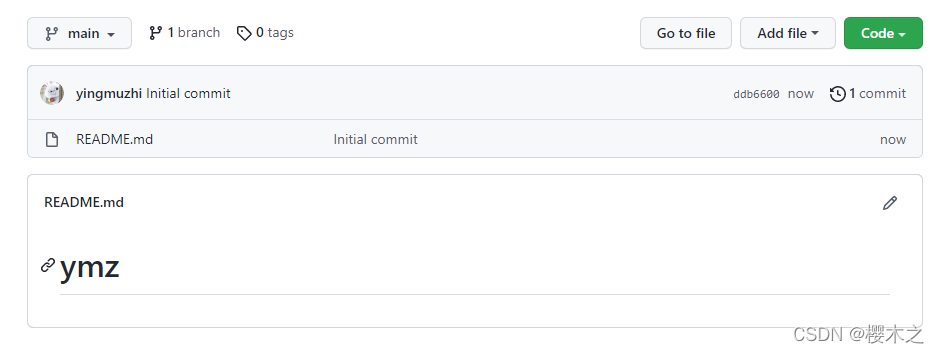 main 1 branch 0 tags Go to file Add file Code
yingmuzhi Initial commit ddb6600 now 1 commit
README.md Initial commit now
README.md
ymz
CSDN @樱木之